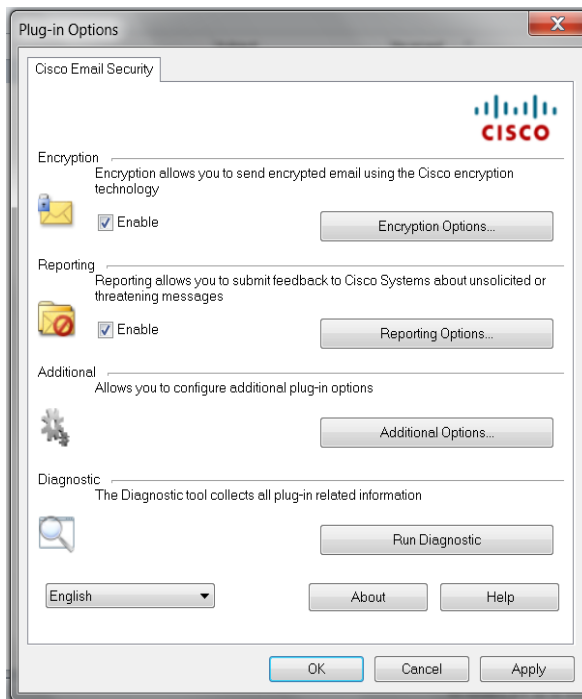 Plug-in Options
Cisco Email Security
CISCO
Encryption
Encryption allows you to send encrypted email using the Cisco encryption
technology
Enable
Encryption Options...
Reporting
Reporting allows you to submit feedback to Cisco Systems about unsolicited or
threatening messages
Enable
Reporting Options...
Additional
Allows you to configure additional plug-in options
Additional Options...
Diagnostic
The Diagnostic tool collects all plug-in related information
Run Diagnostic
English
About
Help
OK
Cancel
Apply